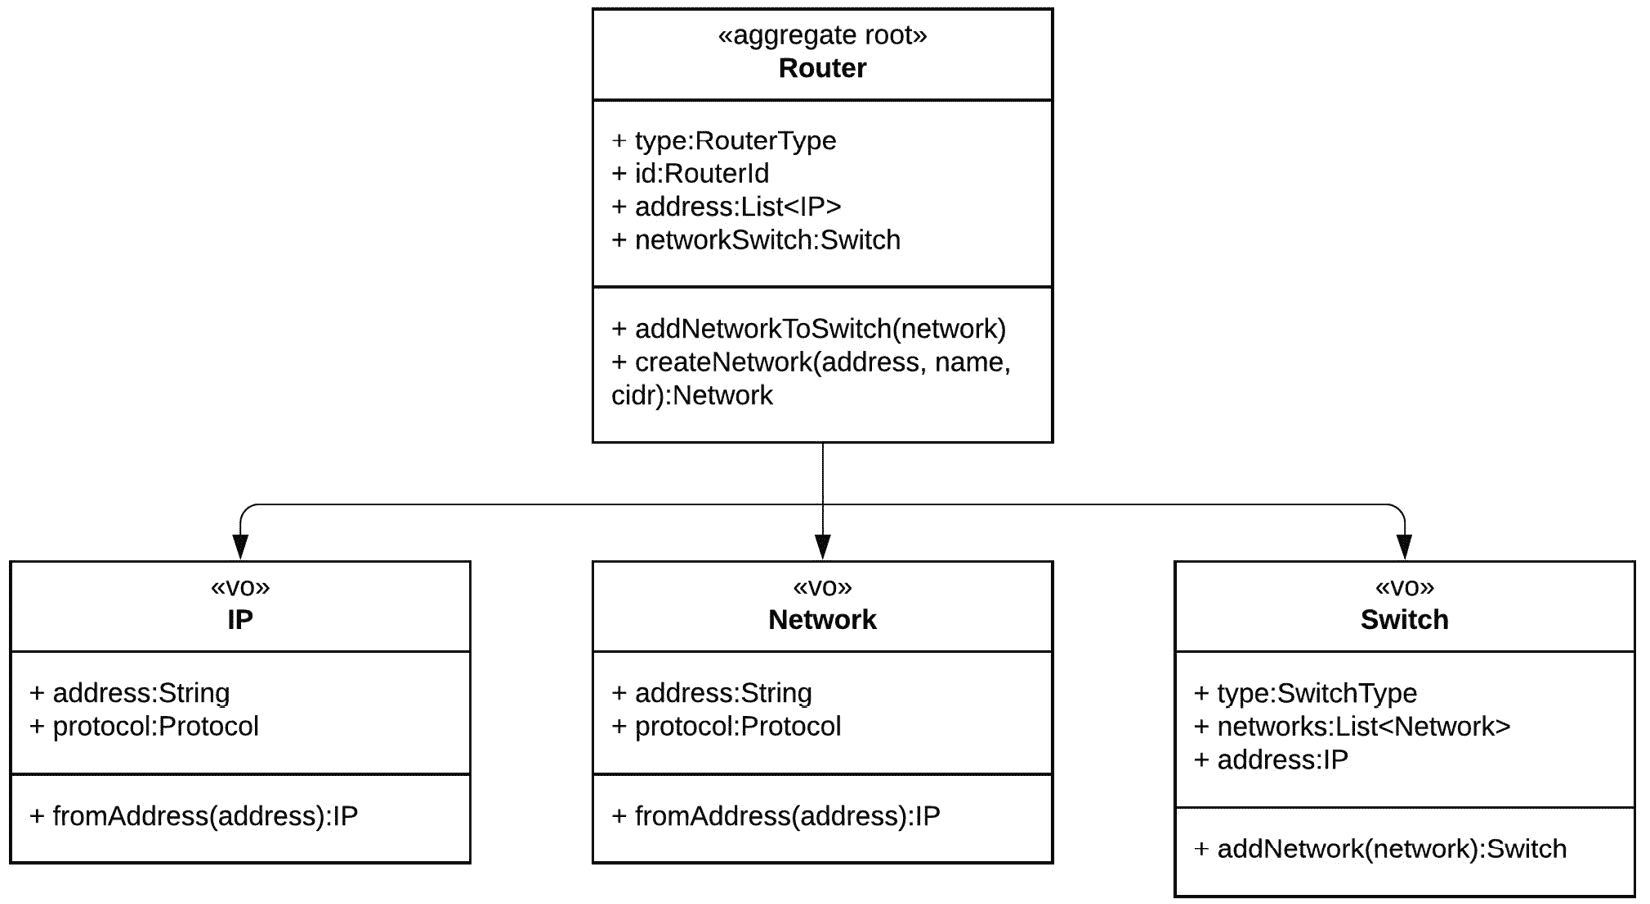 «aggregate root»
Router
+ type:RouterType
+ id:RouterId
+ address:List<IP>
+ networkSwitch:Switch
+ addNetworkToSwitch(network)
+ createNetwork(address, name,
cidr):Network
«vo»
IP
+ address:String
+ protocol:Protocol
+ fromAddress(address):IP
«vo»
Network
+ address:String
+ protocol:Protocol
+ fromAddress(address):IP
«vo»
Switch
+ type:SwitchType
+ networks:List<Network>
+ address:IP
+ addNetwork(network):Switch